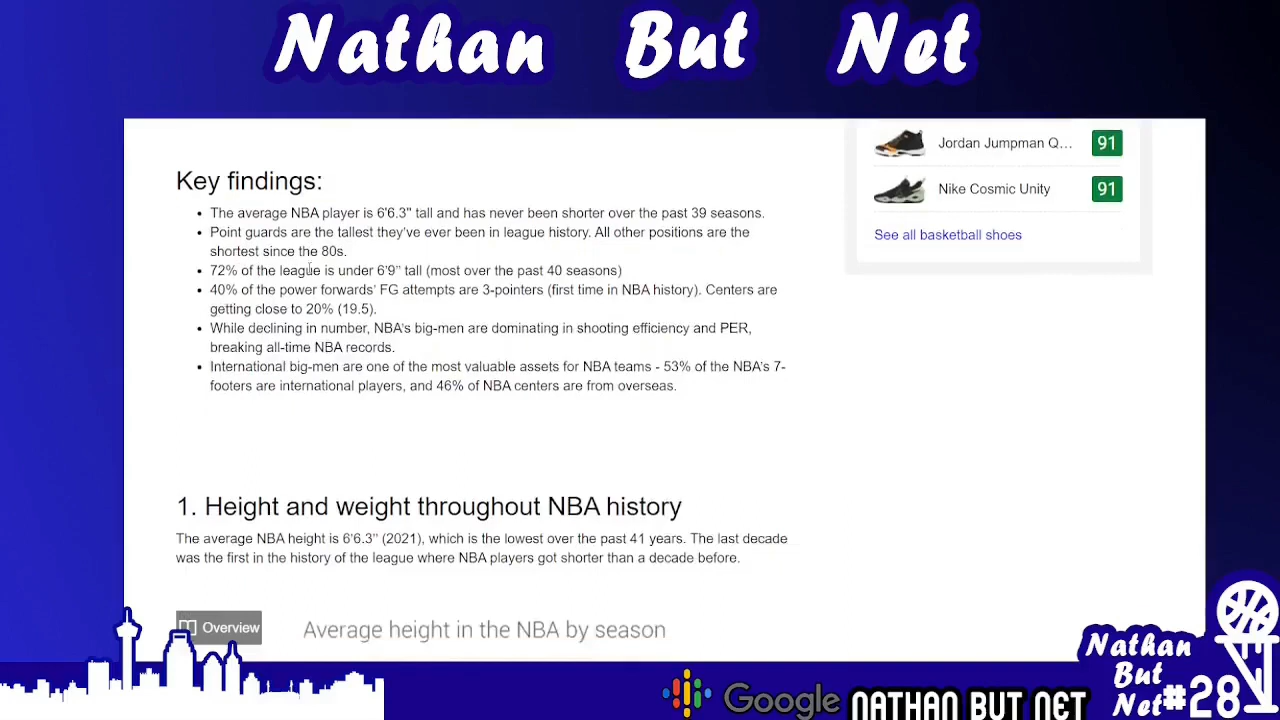 Nathan But Net
Jordan Jumpman Q... 91
Nike Cosmic Unity 91
See all basketball shoes
Key findings:
• The average NBA player is 6'6.3" tall and has never been shorter over the past 39 seasons.
• Point guards are the tallest they've ever been in league history. All other positions are the
shortest since the 80s.
• 72% of the league is under 6'9” tall (most over the past 40 seasons)
• 40% of the power forwards' FG attempts are 3-pointers (first time in NBA history). Centers are
getting close to 20% (19.5).
• While declining in number, NBA's big-men are dominating in shooting efficiency and PER,
breaking all-time NBA records.
• International big-men are one of the most valuable assets for NBA teams - 53% of the NBA's 7-
footers are international players, and 46% of NBA centers are from overseas.
1. Height and weight throughout NBA history
The average NBA height is 6'6.3'' (2021), which is the lowest over the past 41 years. The last decade
was the first in the history of the league where NBA players got shorter than a decade before.
Overview
Average height in the NBA by season
Nathan
But
Net #28
Google NATHAN BUT NET